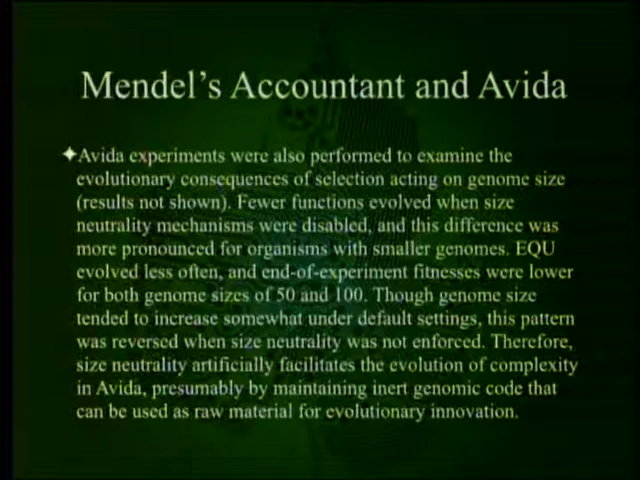 Mendel's Accountant and Avida
✦Avida experiments were also performed to examine the
evolutionary consequences of selection acting on genome size
(results not shown). Fewer functions evolved when size
neutrality mechanisms were disabled, and this difference was
more pronounced for organisms with smaller genomes. EQU
evolved less often, and end-of-experiment fitnesses were lower
for both genome sizes of 50 and 100. Though genome size
tended to increase somewhat under default settings, this pattern
was reversed when size neutrality was not enforced. Therefore,
size neutrality artificially facilitates the evolution of complexity
in Avida, presumably by maintaining inert genomic code that
can be used as raw material for evolutionary innovation.